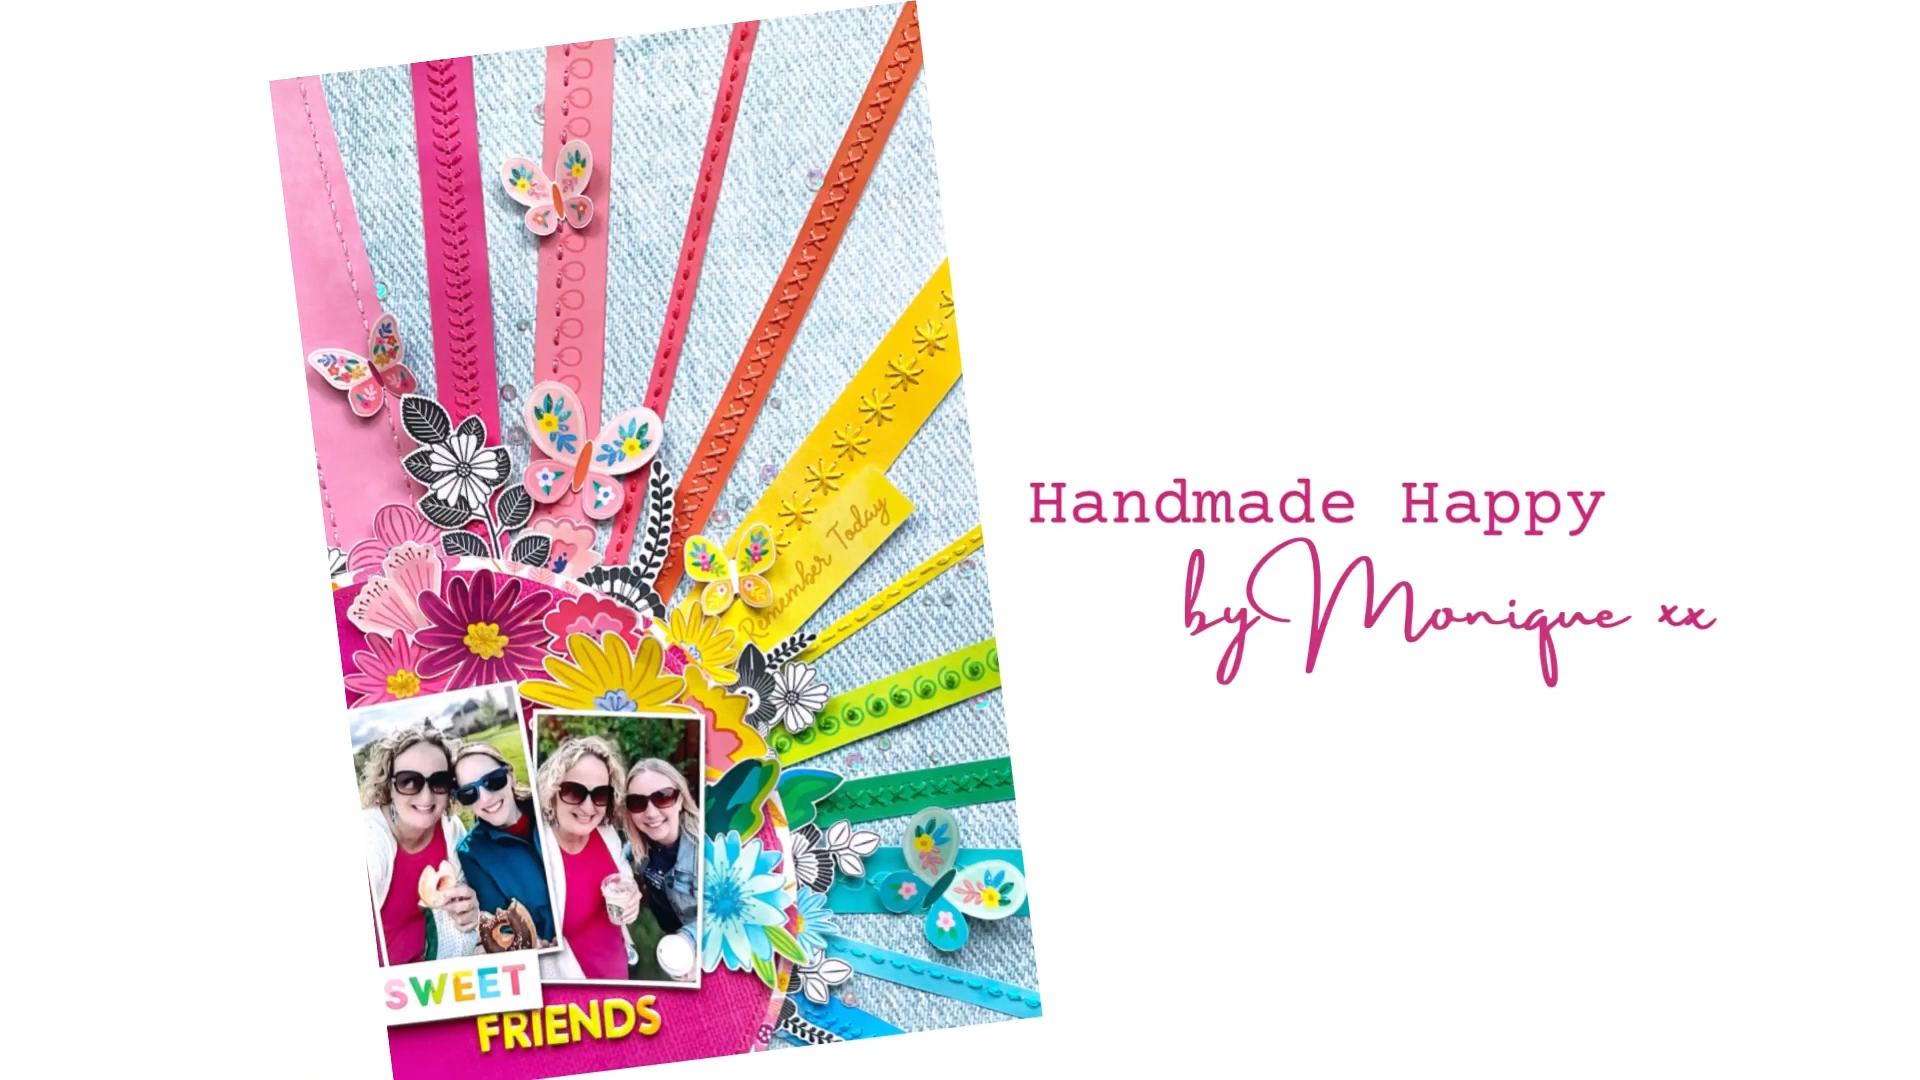 Remember Today
SWEET
FRIENDS
Handmade Happy
by Monique xx